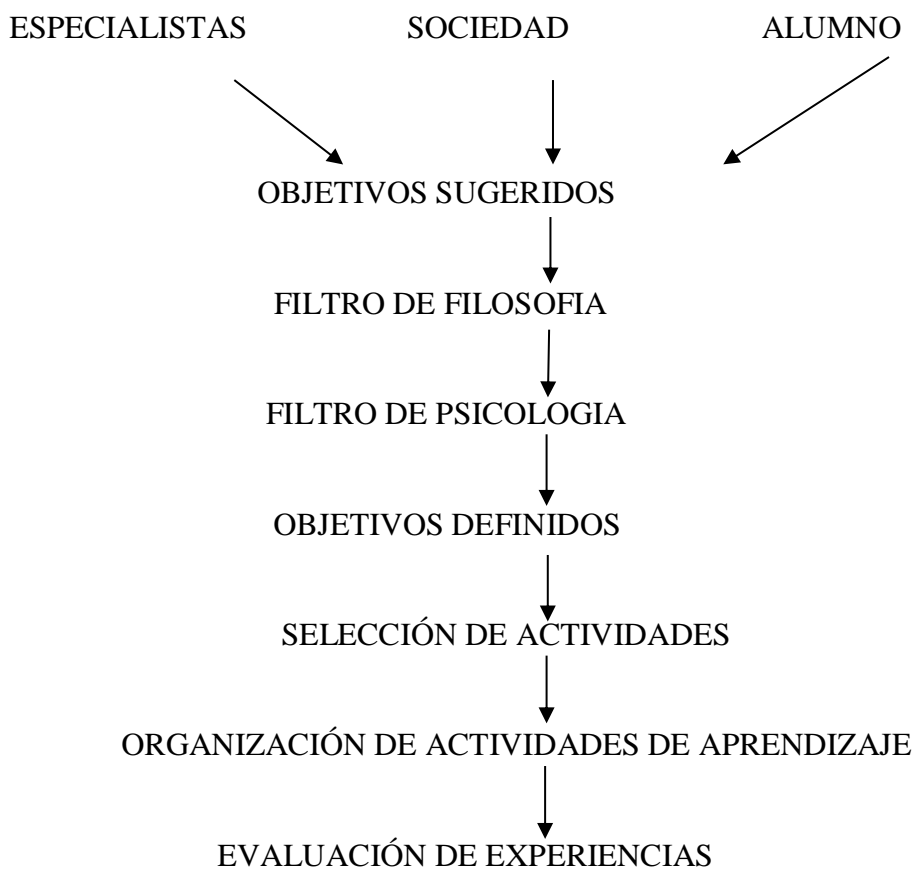 ESPECIALISTAS SOCIEDAD ALUMNO
OBJETIVOS SUGERIDOS
FILTRO DE FILOSOFIA
FILTRO DE PSICOLOGIA
OBJETIVOS DEFINIDOS
SELECCIÓN DE ACTIVIDADES
ORGANIZACIÓN DE ACTIVIDADES DE APRENDIZAJE
EVALUACIÓN DE EXPERIENCIAS